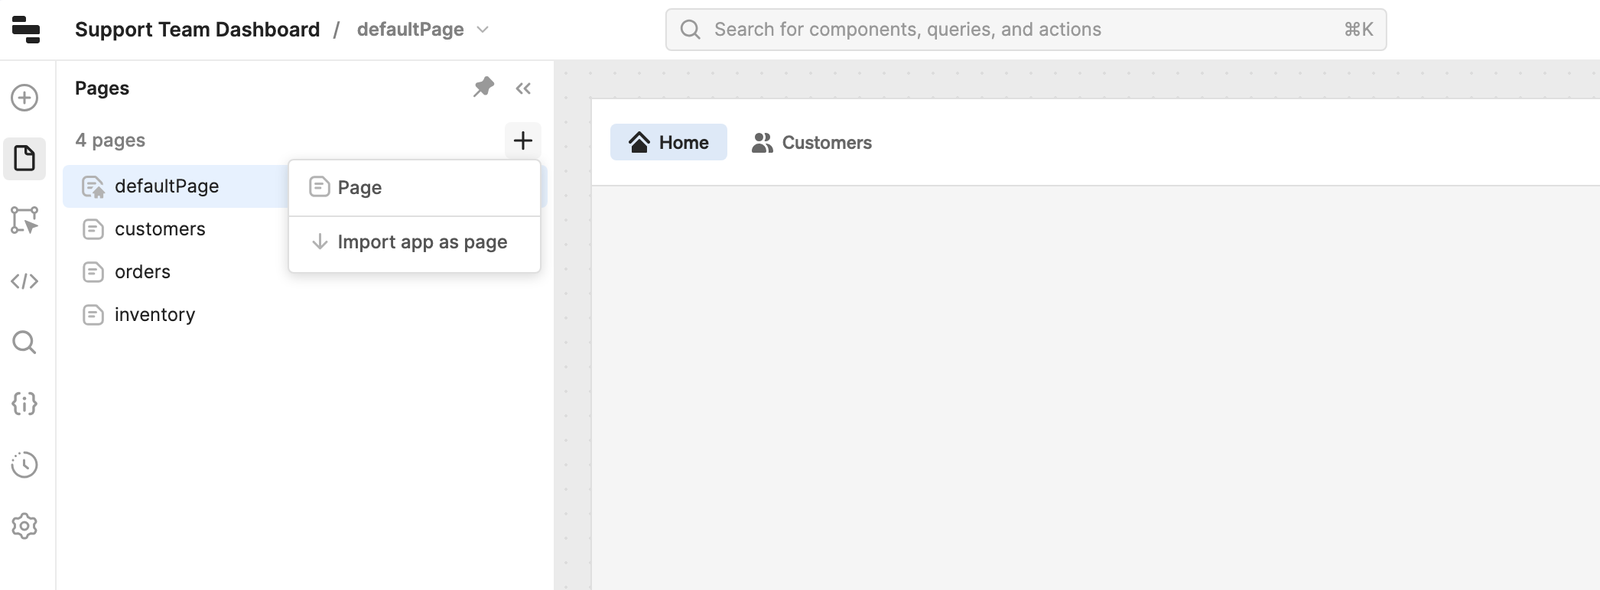 Support Team Dashboard / defaultPage
Search for components, queries, and actions ⌘K
Pages
4 pages
defaultPage
customers
orders
inventory
Page
Import app as page
Home
Customers